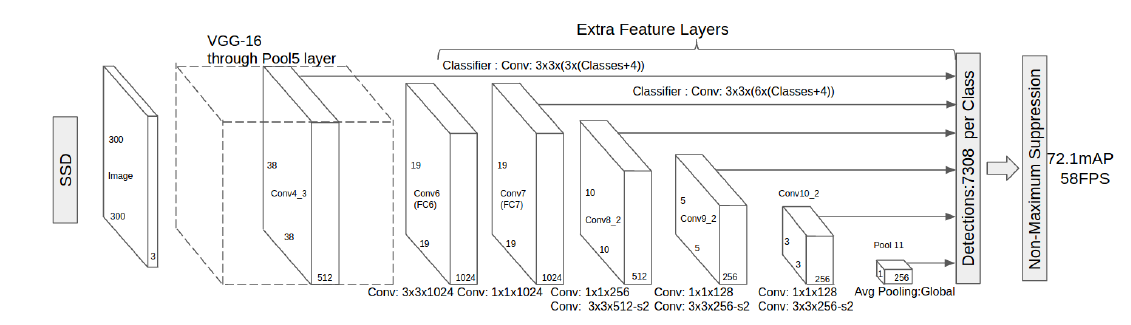 Extra Feature Layers
VGG-16
through Pool5 layer
Classifier : Conv: 3x3x(3x(Classes+4))
Classifier : Conv: 3x3x(6x(Classes+4))
SSD
300
Image
300
3
38
Conv4_3
38
512
19
Conv6
(FC6)
19
1024
Conv: 3x3x1024
19
Conv7
(FC7)
19
1024
Conv: 1x1x1024
10
Conv8_2
10
512
Conv: 1x1x256
Conv: 3x3x512-s2
5
Conv9_2
5
256
Conv: 1x1x128
Conv: 3x3x256-s2
Conv10_2
3
3
256
Conv: 1x1x128
Conv: 3x3x256-s2
Pool 11
1
256
Avg Pooling:Global
Detections:7308 per Class
Non-Maximum Suppression
72.1mAP
58FPS